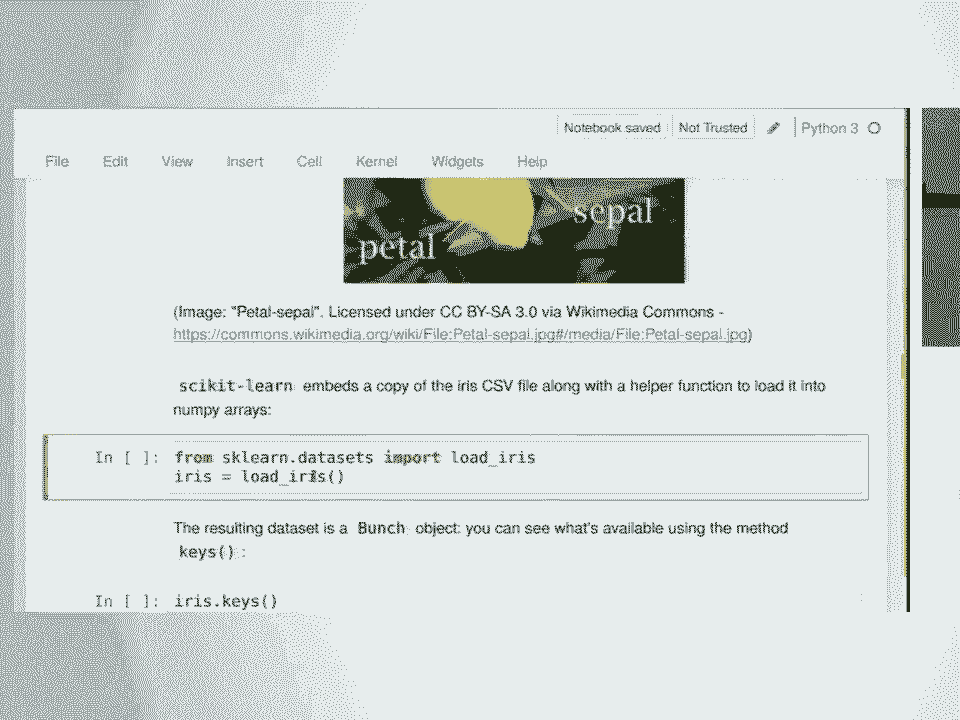 Notebook saved Not Trusted Python 3
File Edit View Insert Cell Kernel Widgets Help
sepal
petal
(Image: "Petal-sepal". Licensed under CC BY-SA 3.0 via Wikimedia Commons -
https://commons.wikimedia.org/wiki/File:Petal-sepal.jpg#/media/File:Petal-sepal.jpg)
scikit-learn embeds a copy of the iris CSV file along with a helper function to load it into
numpy arrays:
In [ ]: from sklearn.datasets import load_iris
iris = load_iris()
The resulting dataset is a Bunch object: you can see what's available using the method
keys() :
In [ ]: iris.keys()